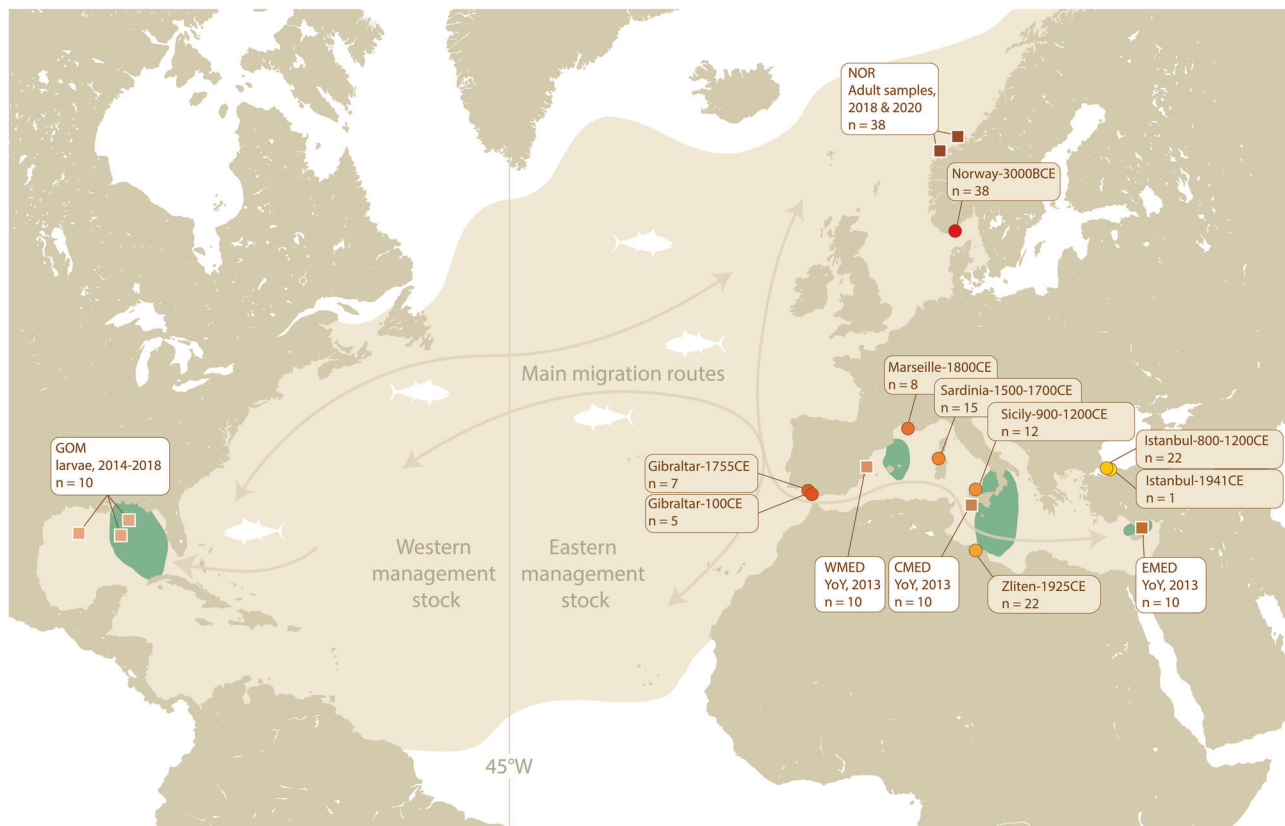 NOR
Adult samples,
2018 & 2020
n = 38
Norway-3000BCE
n = 38
Main migration routes
Marseille-1800CE
n = 8
Sardinia-1500-1700CE
n = 15
Sicily-900-1200CE
n = 12
Istanbul-800-1200CE
n = 22
Istanbul-1941CE
n = 1
GOM
larvae, 2014-2018
n = 10
Gibraltar-1755CE
n = 7
Gibraltar-100CE
n = 5
Western
management
stock
Eastern
management
stock
WMED
YoY, 2013
n = 10
CMED
YoY, 2013
n = 10
Zliten-1925CE
n = 22
EMED
YoY, 2013
n = 10
45°W